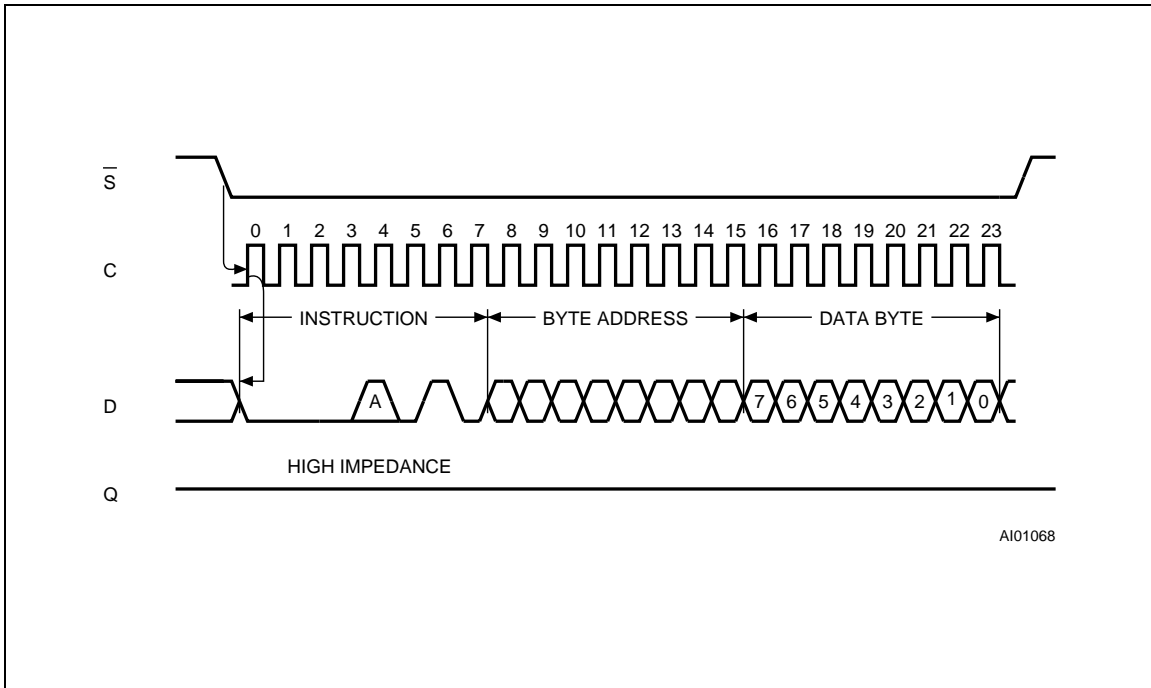 S
0 1 2 3 4 5 6 7 8 9 10 11 12 13 14 15 16 17 18 19 20 21 22 23
C
INSTRUCTION BYTE ADDRESS DATA BYTE
D A 7 6 5 4 3 2 1 0
HIGH IMPEDANCE
Q
AI01068